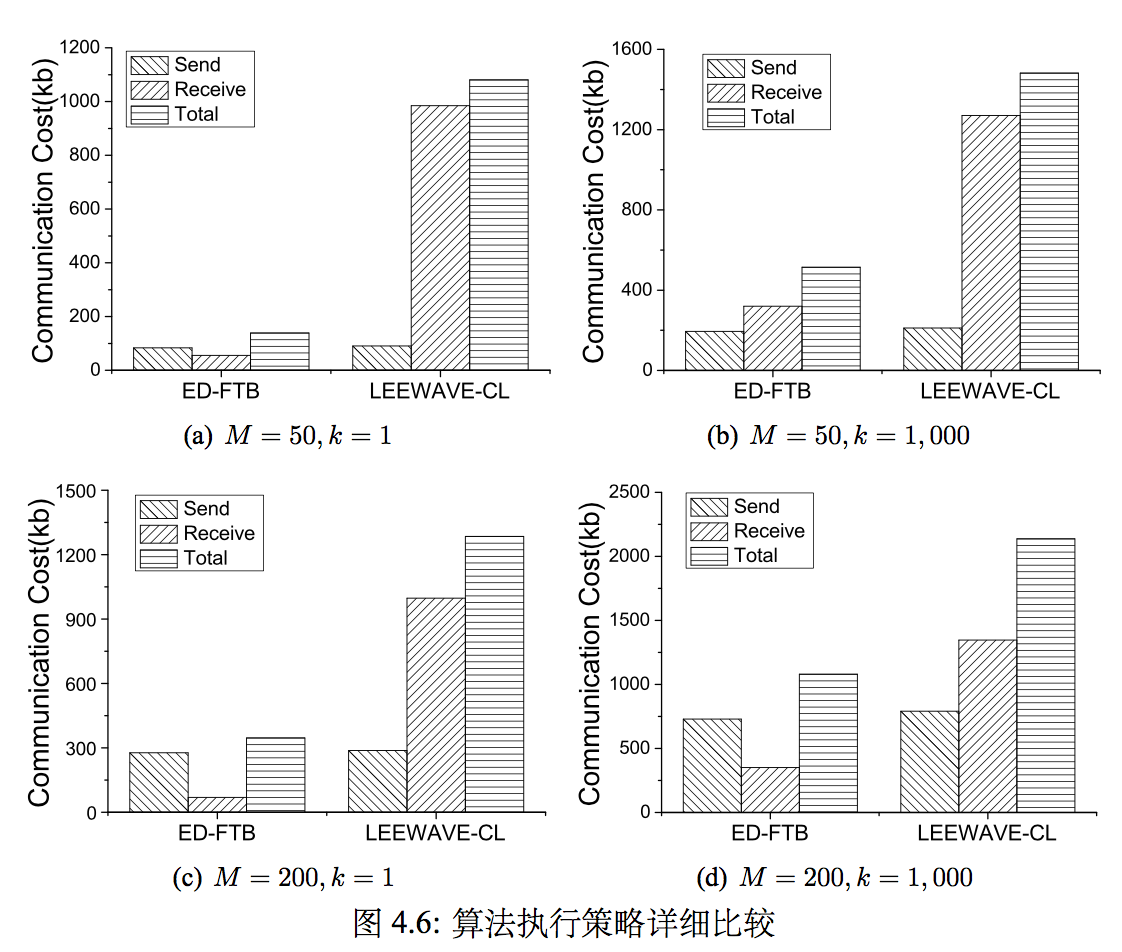 Communication Cost(kb)
1200
1000
800
600
400
200
0
Send
Receive
Total
ED-FTB
LEEWAVE-CL
(a) M = 50, k = 1
Communication Cost(kb)
1600
1200
800
400
0
Send
Receive
Total
ED-FTB
LEEWAVE-CL
(b) M = 50, k = 1,000
Communication Cost(kb)
1500
1200
900
600
300
0
Send
Receive
Total
ED-FTB
LEEWAVE-CL
(c) M = 200, k = 1
Communication Cost(kb)
2500
2000
1500
1000
500
0
Send
Receive
Total
ED-FTB
LEEWAVE-CL
(d) M = 200, k = 1,000
图 4.6: 算法执行策略详细比较